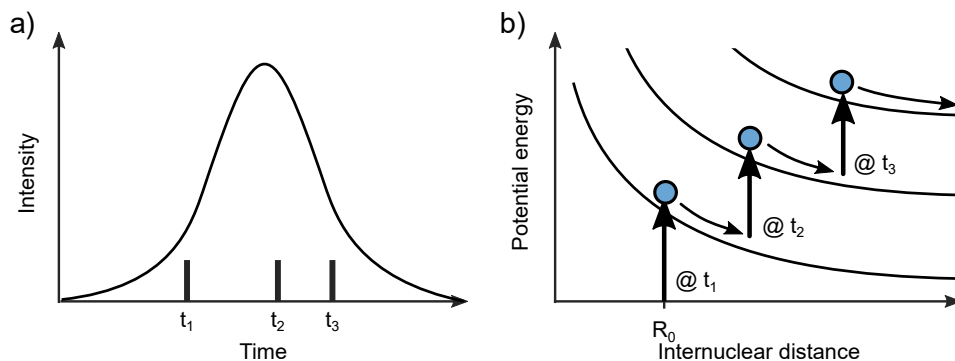 a)
Intensity
t1
t2
t3
Time
b)
Potential energy
@ t1
@ t2
@ t3
R0
Internuclear distance